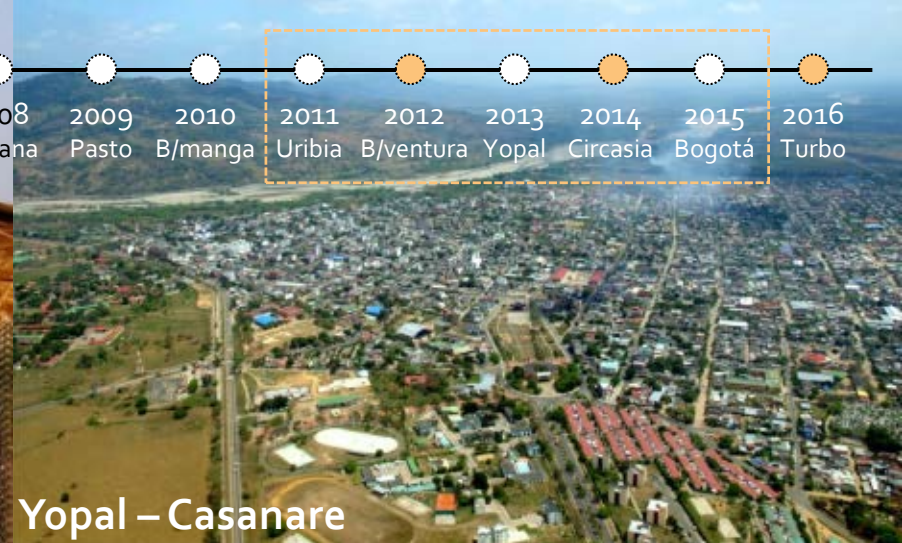 2009 2010 2011 2012 2013 2014 2015 2016
Pasto B/manga Uribia B/ventura Yopal Circasia Bogotá Turbo
Yopal – Casanare